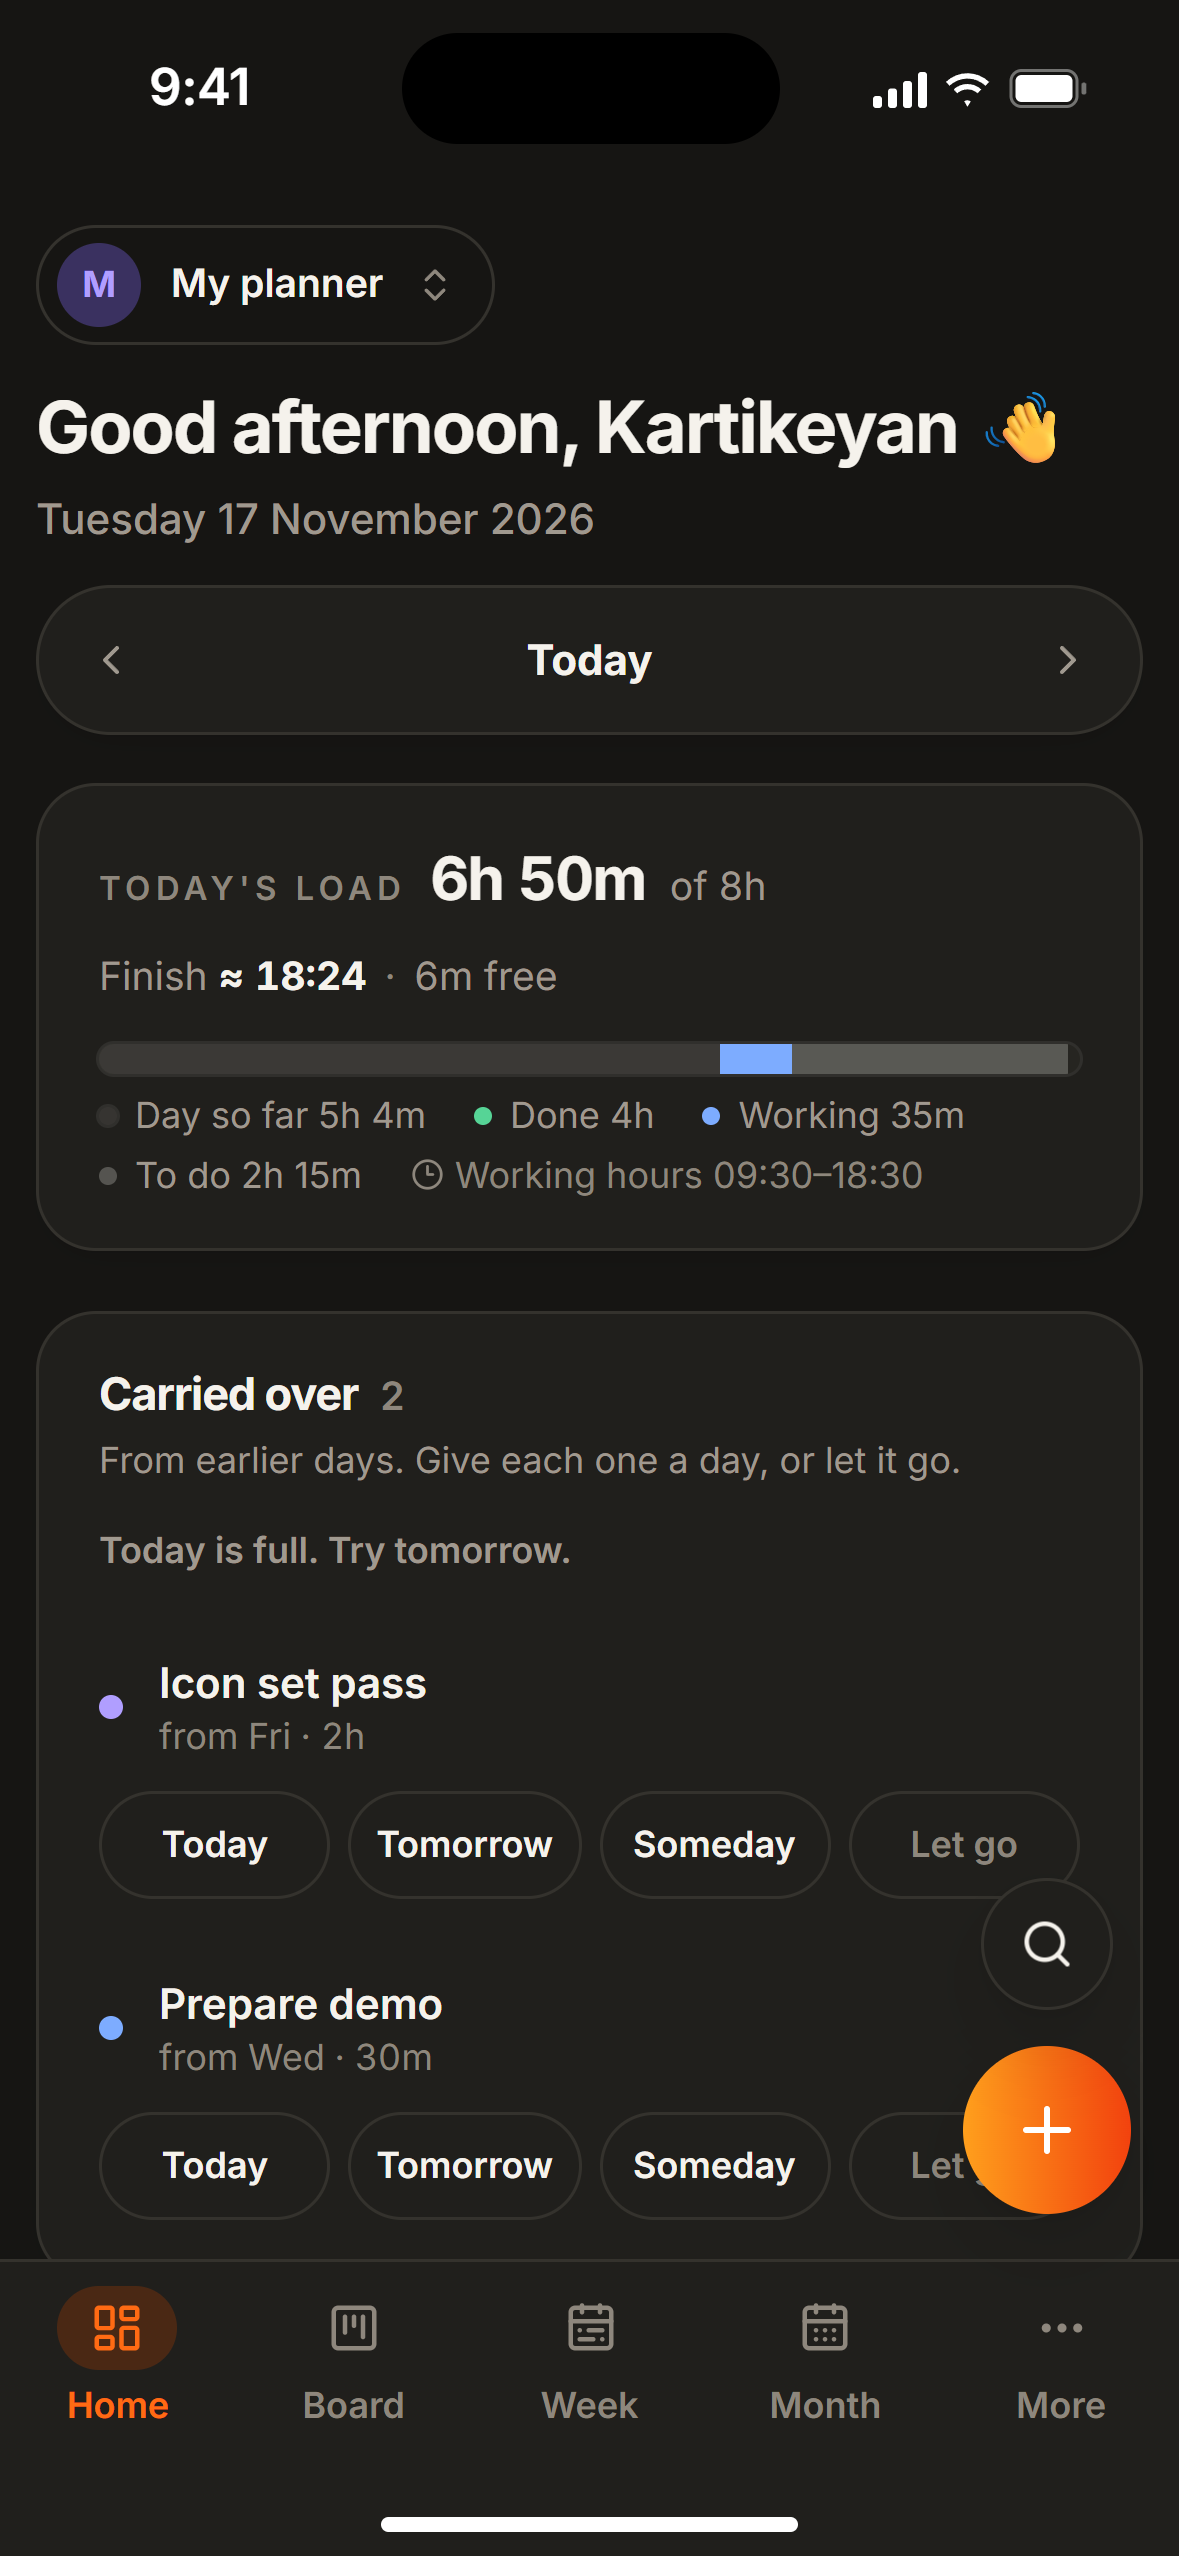 9:41
M My planner
Good afternoon, Kartikeyan 👋
Tuesday 17 November 2026
Today
TODAY'S LOAD 6h 50m of 8h
Finish ≈ 18:24 · 6m free
Day so far 5h 4m Done 4h Working 35m
To do 2h 15m Working hours 09:30–18:30
Carried over 2
From earlier days. Give each one a day, or let it go.
Today is full. Try tomorrow.
Icon set pass
from Fri · 2h
Today Tomorrow Someday Let go
Prepare demo
from Wed · 30m
Today Tomorrow Someday Let
Home Board Week Month More